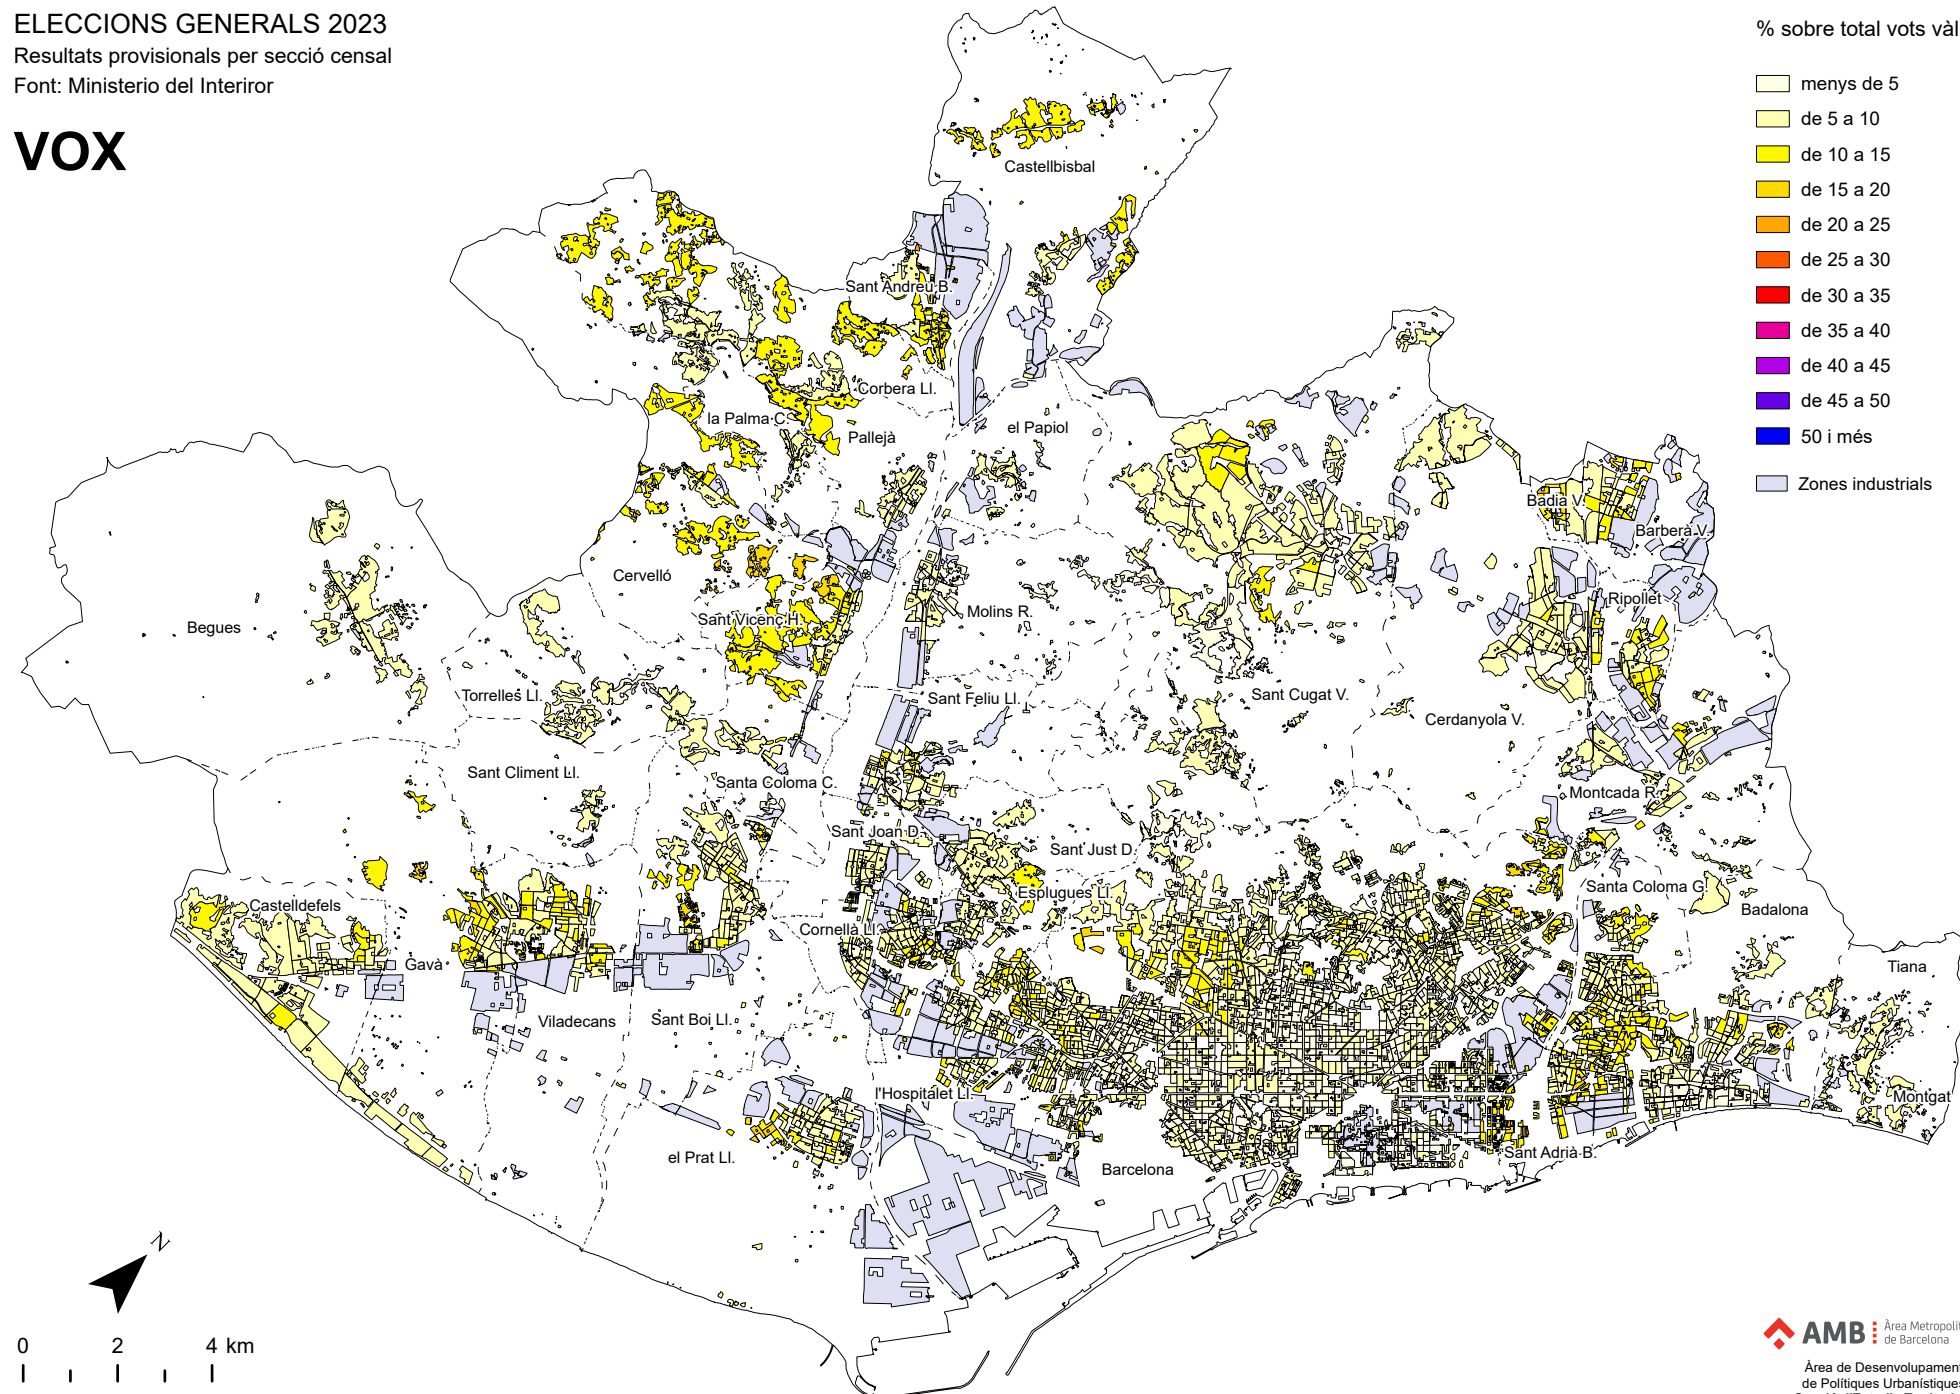 ELECCIONS GENERALS 2023
Resultats provisionals per secció censal
Font: Ministerio del Interiror
VOX
% sobre total vots vàl
menys de 5
de 5 a 10
de 10 a 15
de 15 a 20
de 20 a 25
de 25 a 30
de 30 a 35
de 35 a 40
de 40 a 45
de 45 a 50
50 i més
Zones industrials
Castellbisbal
Sant Andreu B.
Corbera Ll.
la Palma C.
Pallejà
el Papiol
Badia V.
Barberà V.
Cervelló
Ripollet
Begues
Sant Vicenç H.
Molins R.
Torrelles Ll.
Sant Feliu Ll.
Sant Cugat V.
Cerdanyola V.
Sant Climent Ll.
Santa Coloma C.
Montcada R.
Sant Joan D.
Sant Just D.
Esplugues Ll.
Santa Coloma G.
Castelldefels
Badalona
Cornellà Ll.
Gavà
Tiana
Viladecans
Sant Boi Ll.
l'Hospitalet Ll.
Montgat
el Prat Ll.
Barcelona
Sant Adrià B.
N
0 2 4 km
AMB
Àrea Metropolit
de Barcelona
Àrea de Desenvolupament
de Polítiques Urbanístiques